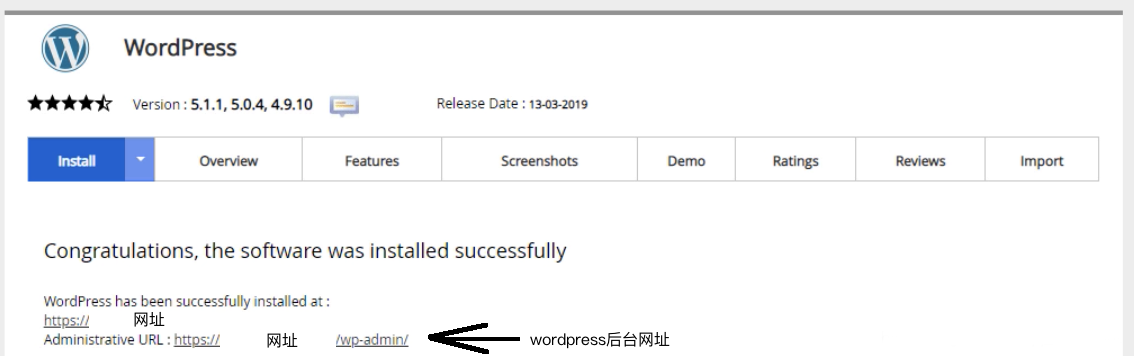 WordPress
Version : 5.1.1, 5.0.4, 4.9.10 Release Date : 13-03-2019
Install Overview Features Screenshots Demo Ratings Reviews Import
Congratulations, the software was installed successfully
WordPress has been successfully installed at :
https:// 网址
Administrative URL : https:// 网址 /wp-admin/ wordpress后台网址